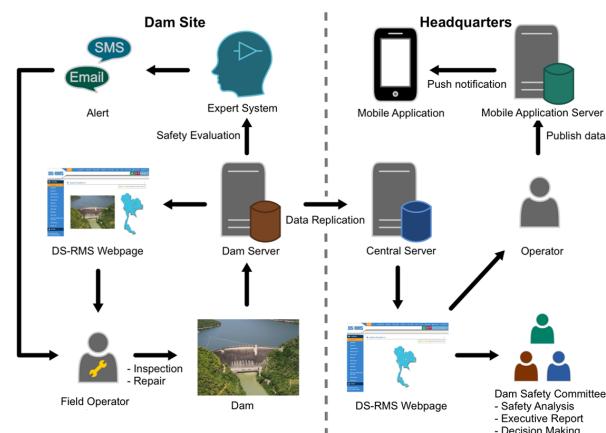 Dam Site
Headquarters
SMS
Email
Alert
Expert System
Safety Evaluation
Mobile Application
Push notification
Mobile Application Server
Publish data
DS-RMS Webpage
Dam Server
Data Replication
Central Server
Operator
Field Operator
- Inspection
- Repair
Dam
DS-RMS
DS-RMS Webpage
Dam Safety Committee
- Safety Analysis
- Executive Report
- Decision Making